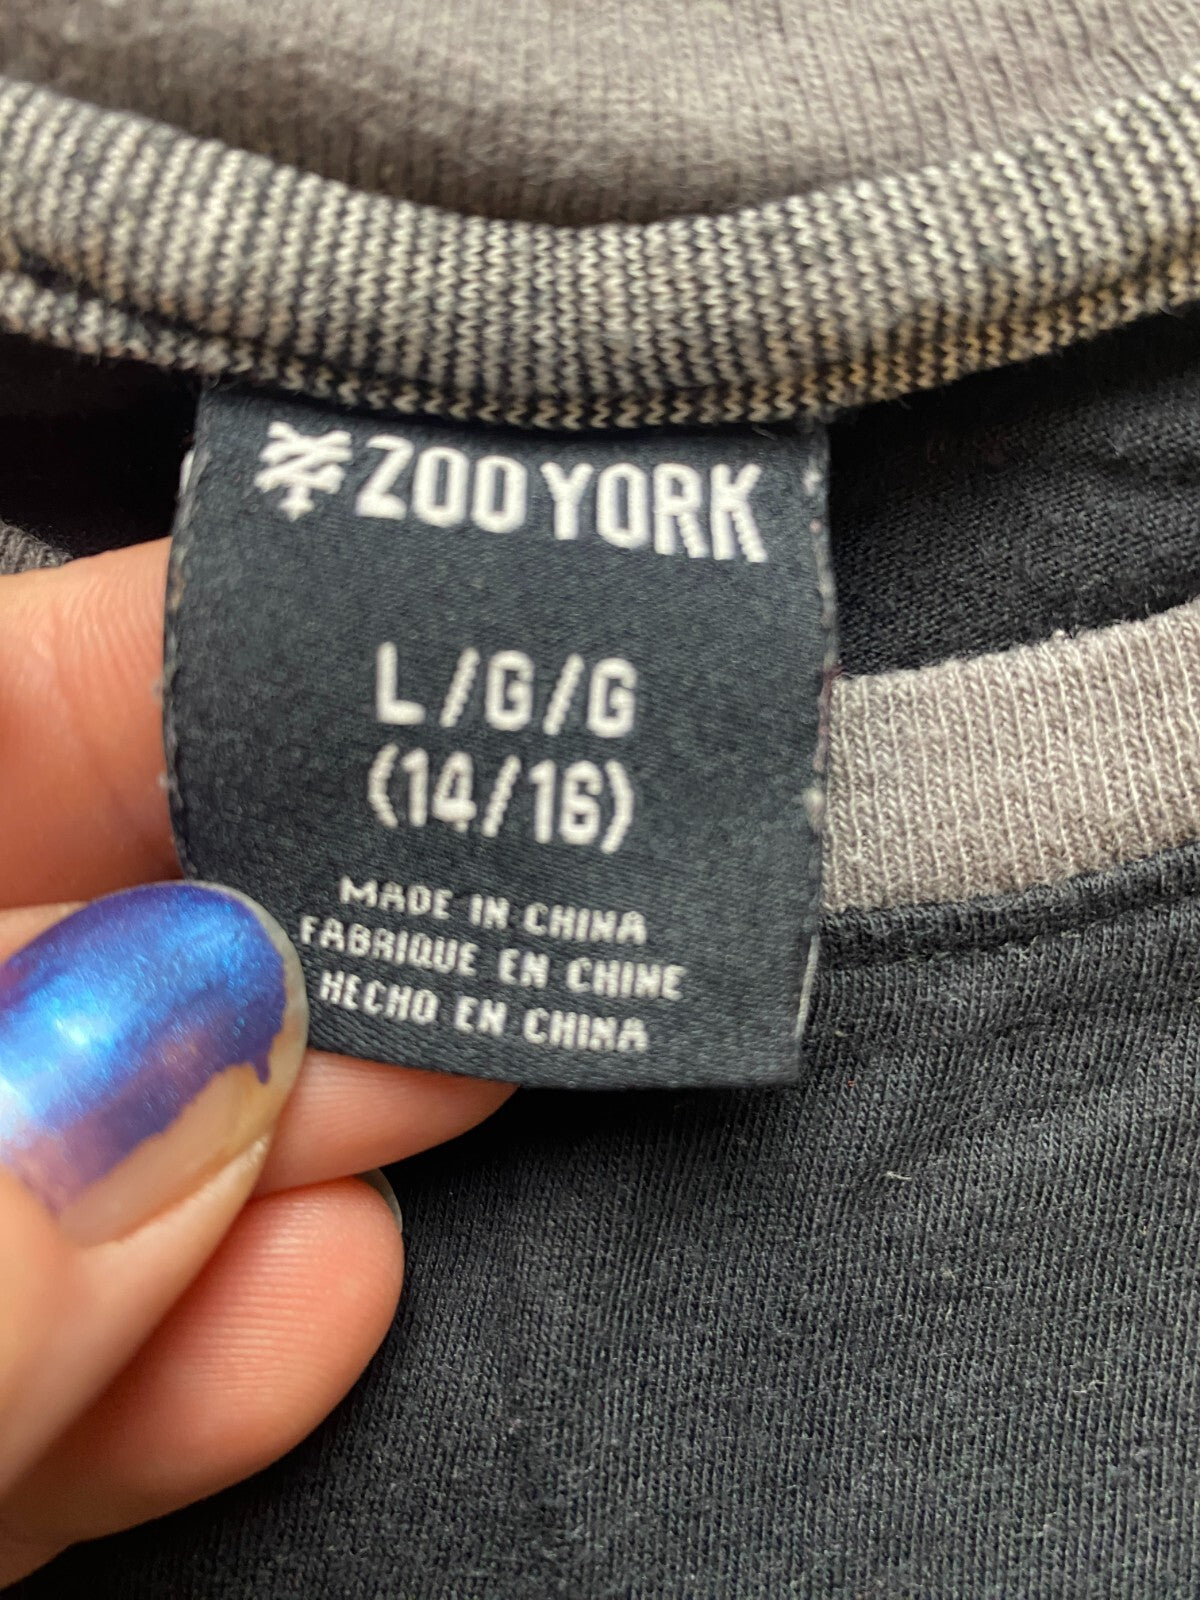 ZOO YORK
L/G/G
(14/16)
MADE IN CHINA
FABRIQUE EN CHINE
HECHO EN CHINA